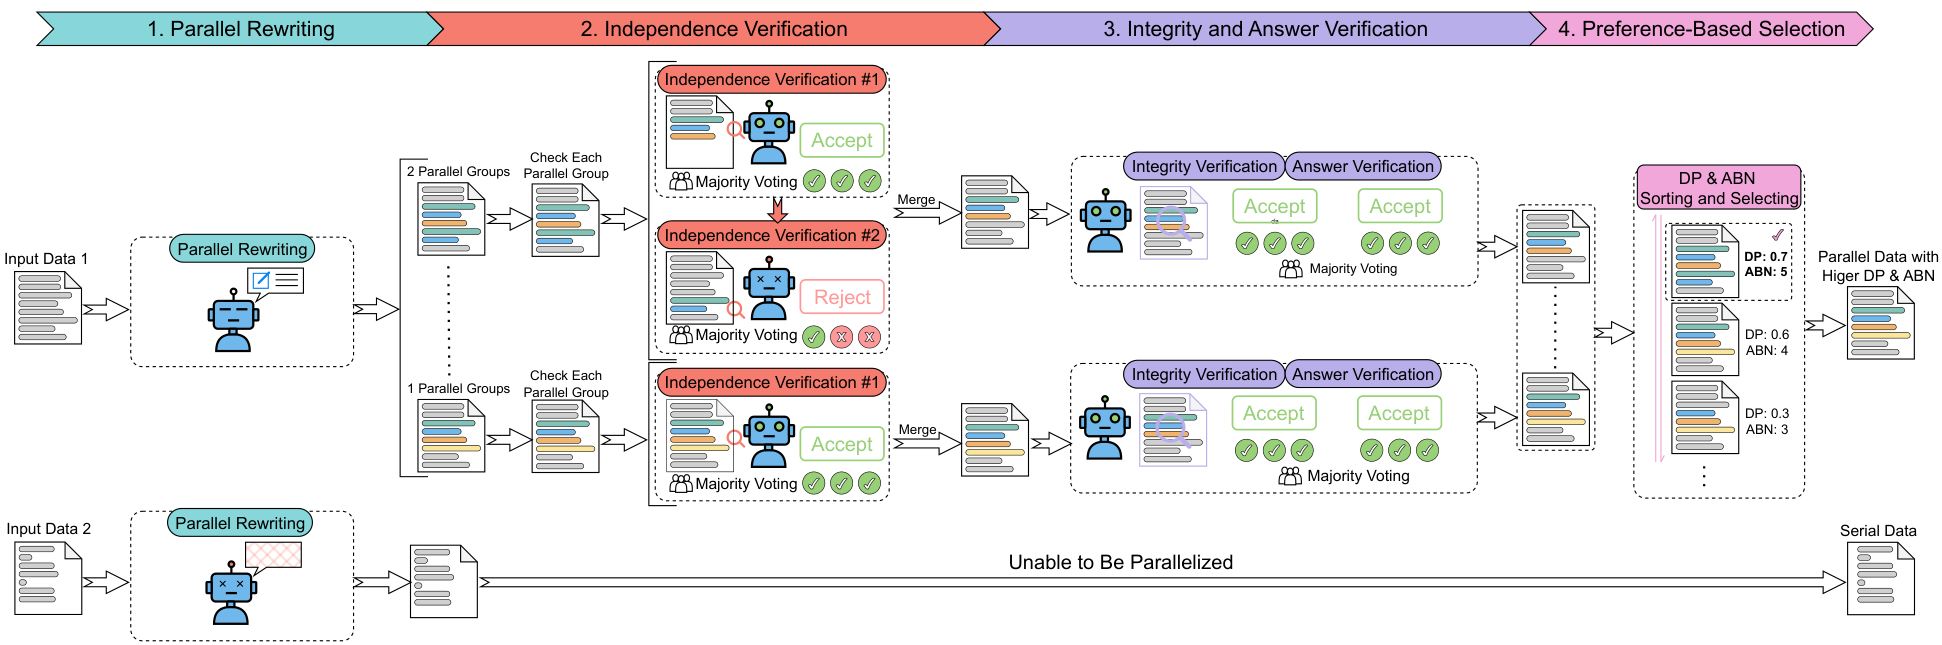 1. Parallel Rewriting
2. Independence Verification
3. Integrity and Answer Verification
4. Preference-Based Selection
Input Data 1
Parallel Rewriting
2 Parallel Groups
Check Each
Parallel Group
Independence Verification #1
Accept
Majority Voting
Independence Verification #2
Reject
Majority Voting
X X
Merge
Integrity Verification
Answer Verification
Accept
Accept
Majority Voting
1 Parallel Groups
Check Each
Parallel Group
Independence Verification #1
Accept
Majority Voting
Merge
Integrity Verification
Answer Verification
Accept
Accept
Majority Voting
DP & ABN
Sorting and Selecting
DP: 0.7
ABN: 5
DP: 0.6
ABN: 4
DP: 0.3
ABN: 3
Parallel Data with
Higer DP & ABN
Input Data 2
Parallel Rewriting
Unable to Be Parallelized
Serial Data